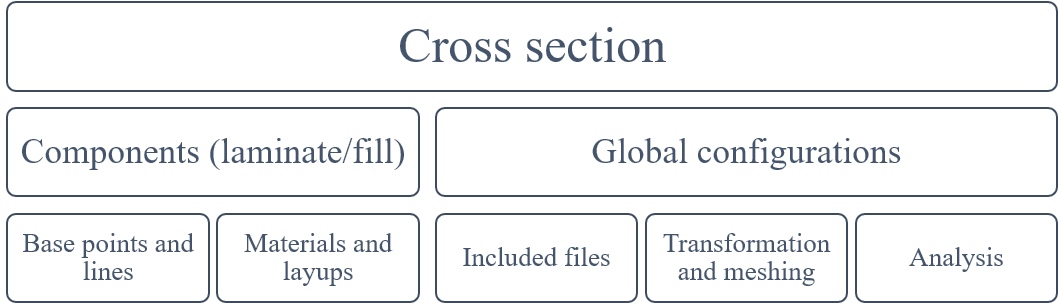 Cross section
Components (laminate/fill)
Global configurations
Base points and
lines
Materials and
layups
Included files
Transformation
and meshing
Analysis